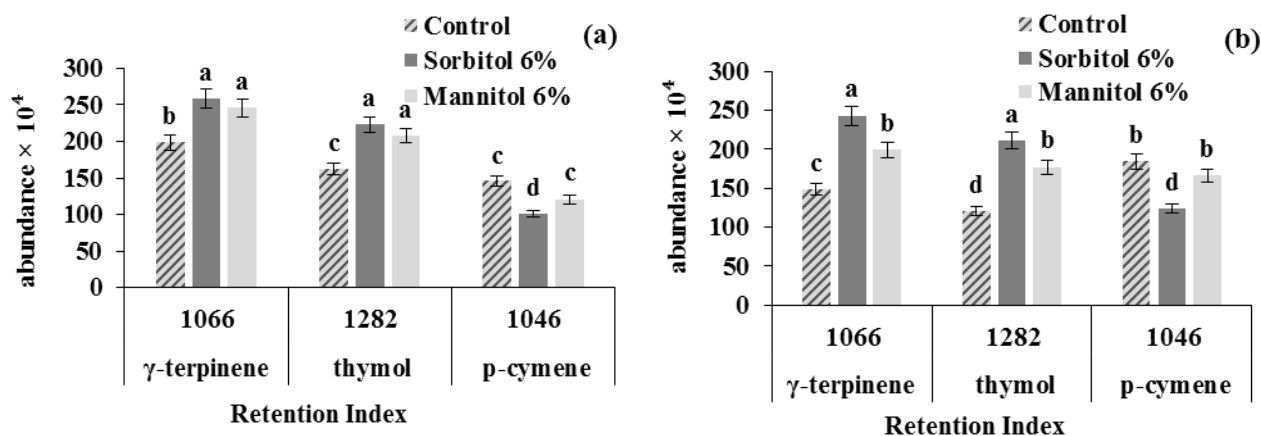 Control
Sorbitol 6%
Mannitol 6%
(a)
abundance × 10⁴
300
250
200
150
100
50
0
b a a
c a a
c d c
1066 1282 1046
γ-terpinene thymol p-cymene
Retention Index
Control
Sorbitol 6%
Mannitol 6%
(b)
abundance × 10⁴
300
250
200
150
100
50
0
c a b
d a b
b d b
1066 1282 1046
γ-terpinene thymol p-cymene
Retention Index